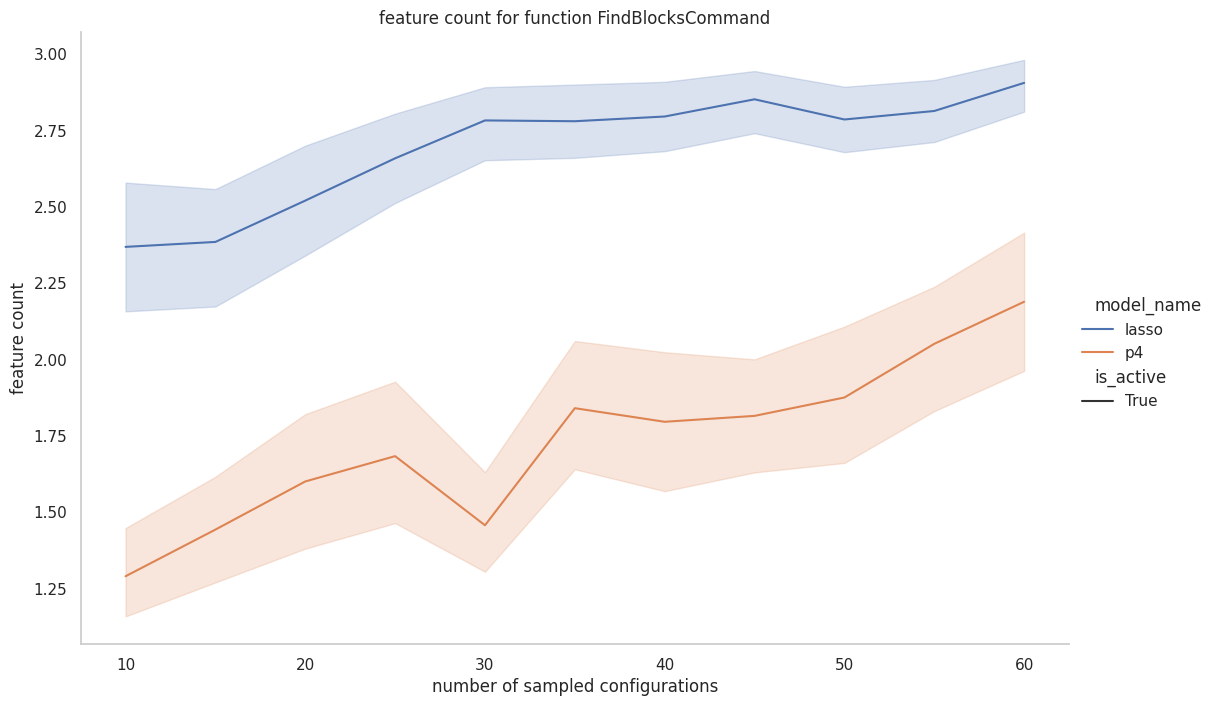 feature count for function FindBlocksCommand
3.00
2.75
2.50
2.25
2.00
1.75
1.50
1.25
feature count
10 20 30 40 50 60
number of sampled configurations
model_name
lasso
p4
is_active
True